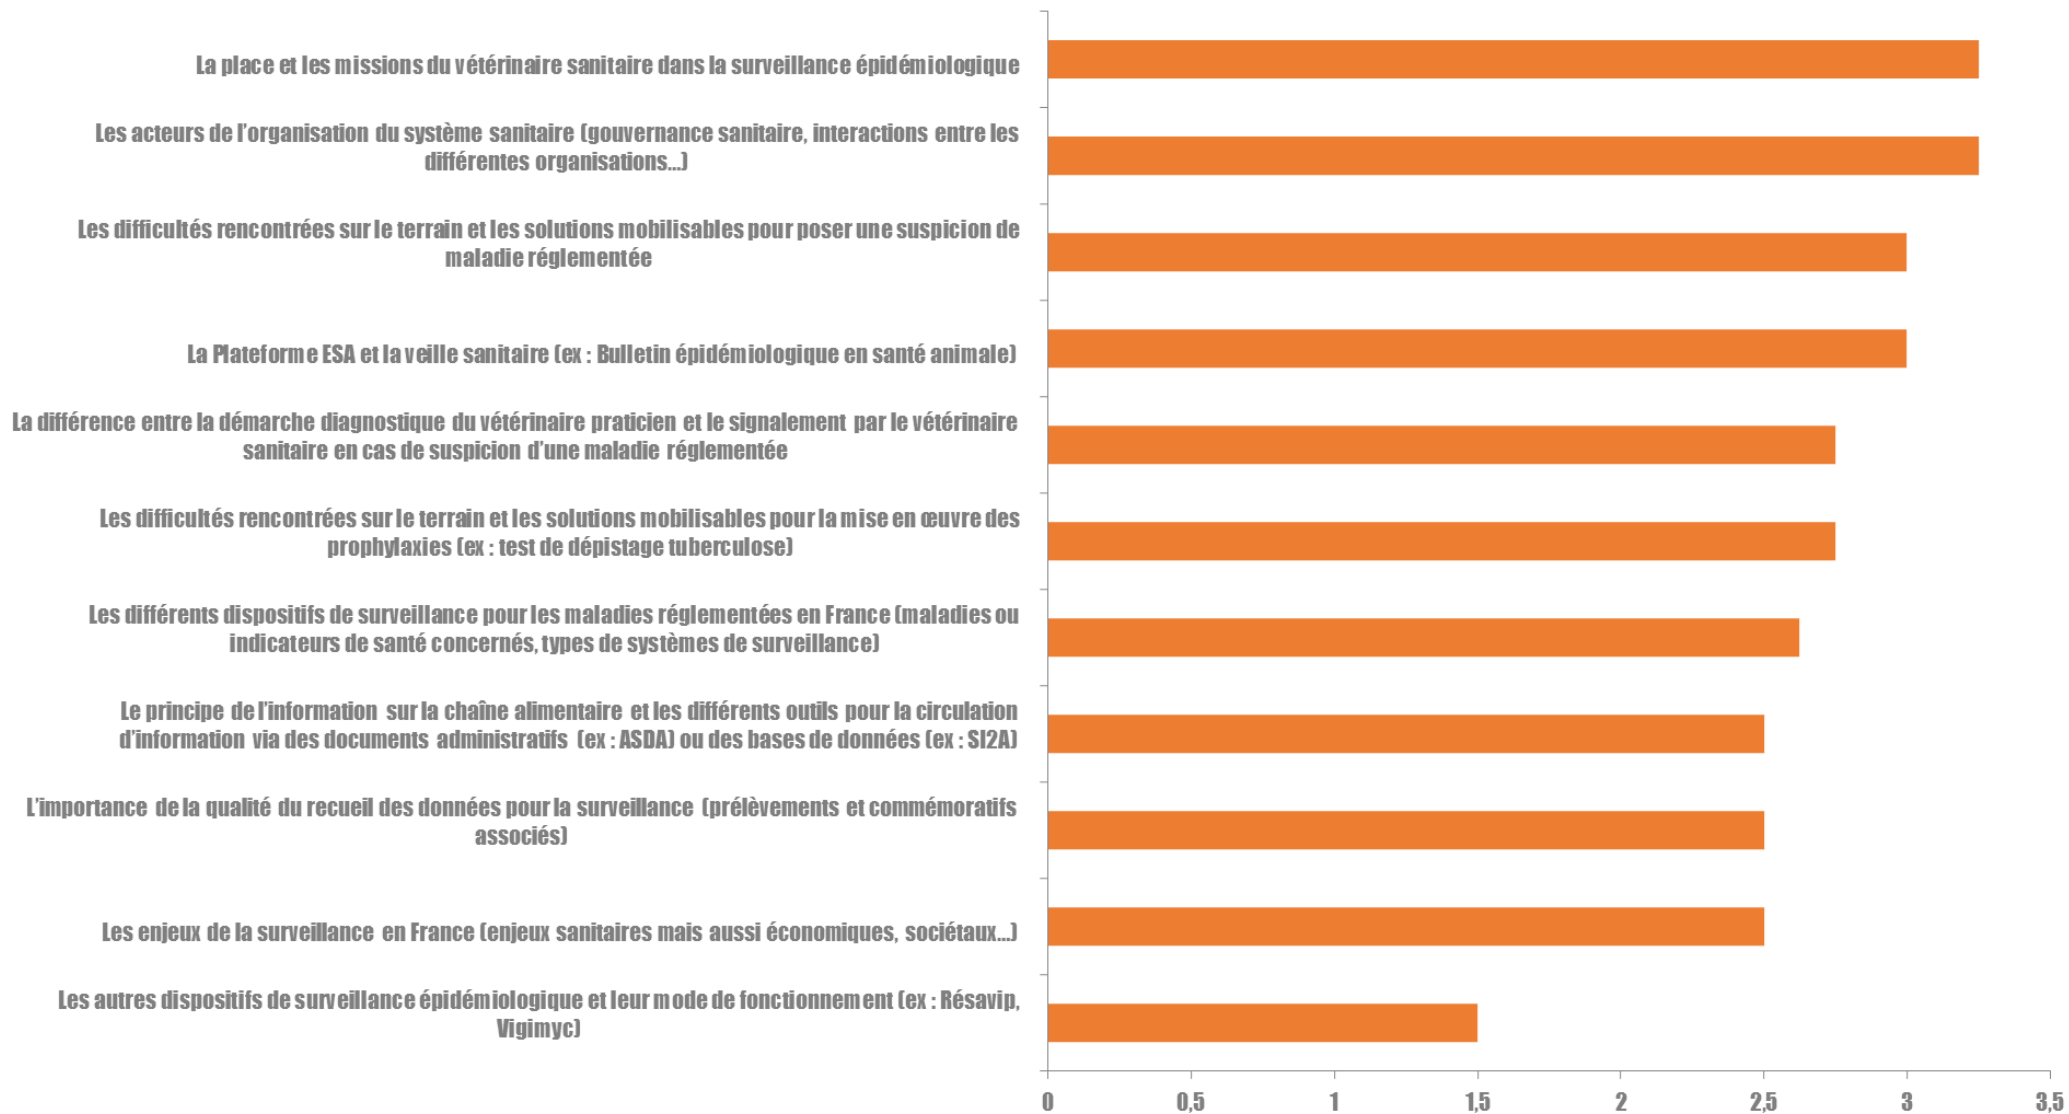 La place et les missions du vétérinaire sanitaire dans la surveillance épidémiologique
Les acteurs de l'organisation du système sanitaire (gouvernance sanitaire, interactions entre les
différentes organisations...)
Les difficultés rencontrées sur le terrain et les solutions mobilisables pour poser une suspicion de
maladie réglementée
La Plateforme ESA et la veille sanitaire (ex : Bulletin épidémiologique en santé animale)
La différence entre la démarche diagnostique du vétérinaire praticien et le signalement par le vétérinaire
sanitaire en cas de suspicion d'une maladie réglementée
Les difficultés rencontrées sur le terrain et les solutions mobilisables pour la mise en œuvre des
prophylaxies (ex : test de dépistage tuberculose)
Les différents dispositifs de surveillance pour les maladies réglementées en France (maladies ou
indicateurs de santé concernés, types de systèmes de surveillance)
Le principe de l'information sur la chaîne alimentaire et les différents outils pour la circulation
d'information via des documents administratifs (ex : ASDA) ou des bases de données (ex : SI2A)
L'importance de la qualité du recueil des données pour la surveillance (prélèvements et commémoratifs
associés)
Les enjeux de la surveillance en France (enjeux sanitaires mais aussi économiques, sociétaux...)
Les autres dispositifs de surveillance épidémiologique et leur mode de fonctionnement (ex : Résavip,
Vigimyc)
0 0,5 1 1,5 2 2,5 3 3,5